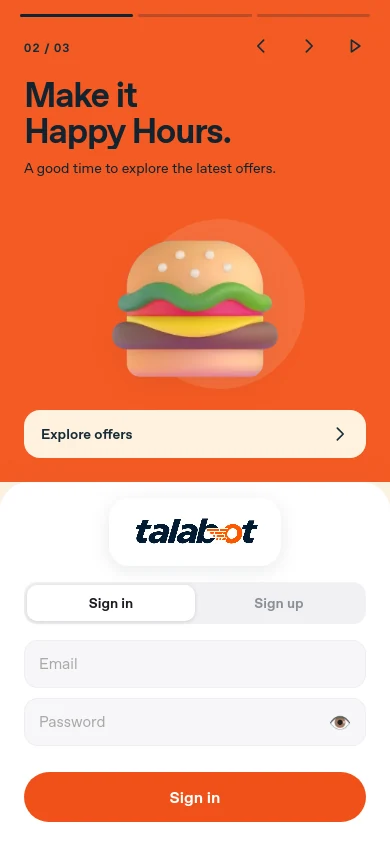 02 / 03
Make it
Happy Hours.
A good time to explore the latest offers.
Explore offers
talabot
Sign in
Sign up
Email
Password
Sign in